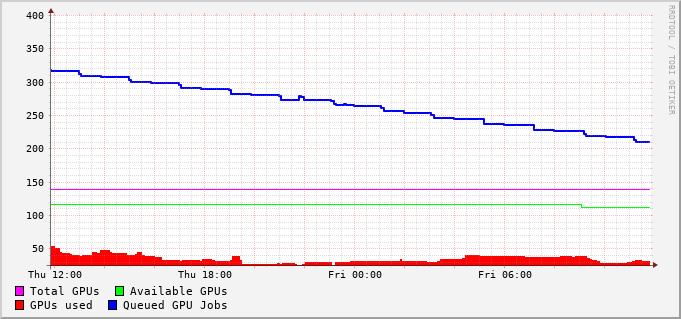 400
350
300
250
200
150
100
50
Thu 12:00 Thu 18:00 Fri 00:00 Fri 06:00
Total GPUs Available GPUs
GPUs used Queued GPU Jobs
RRDTOOL / TOBI OETIKER